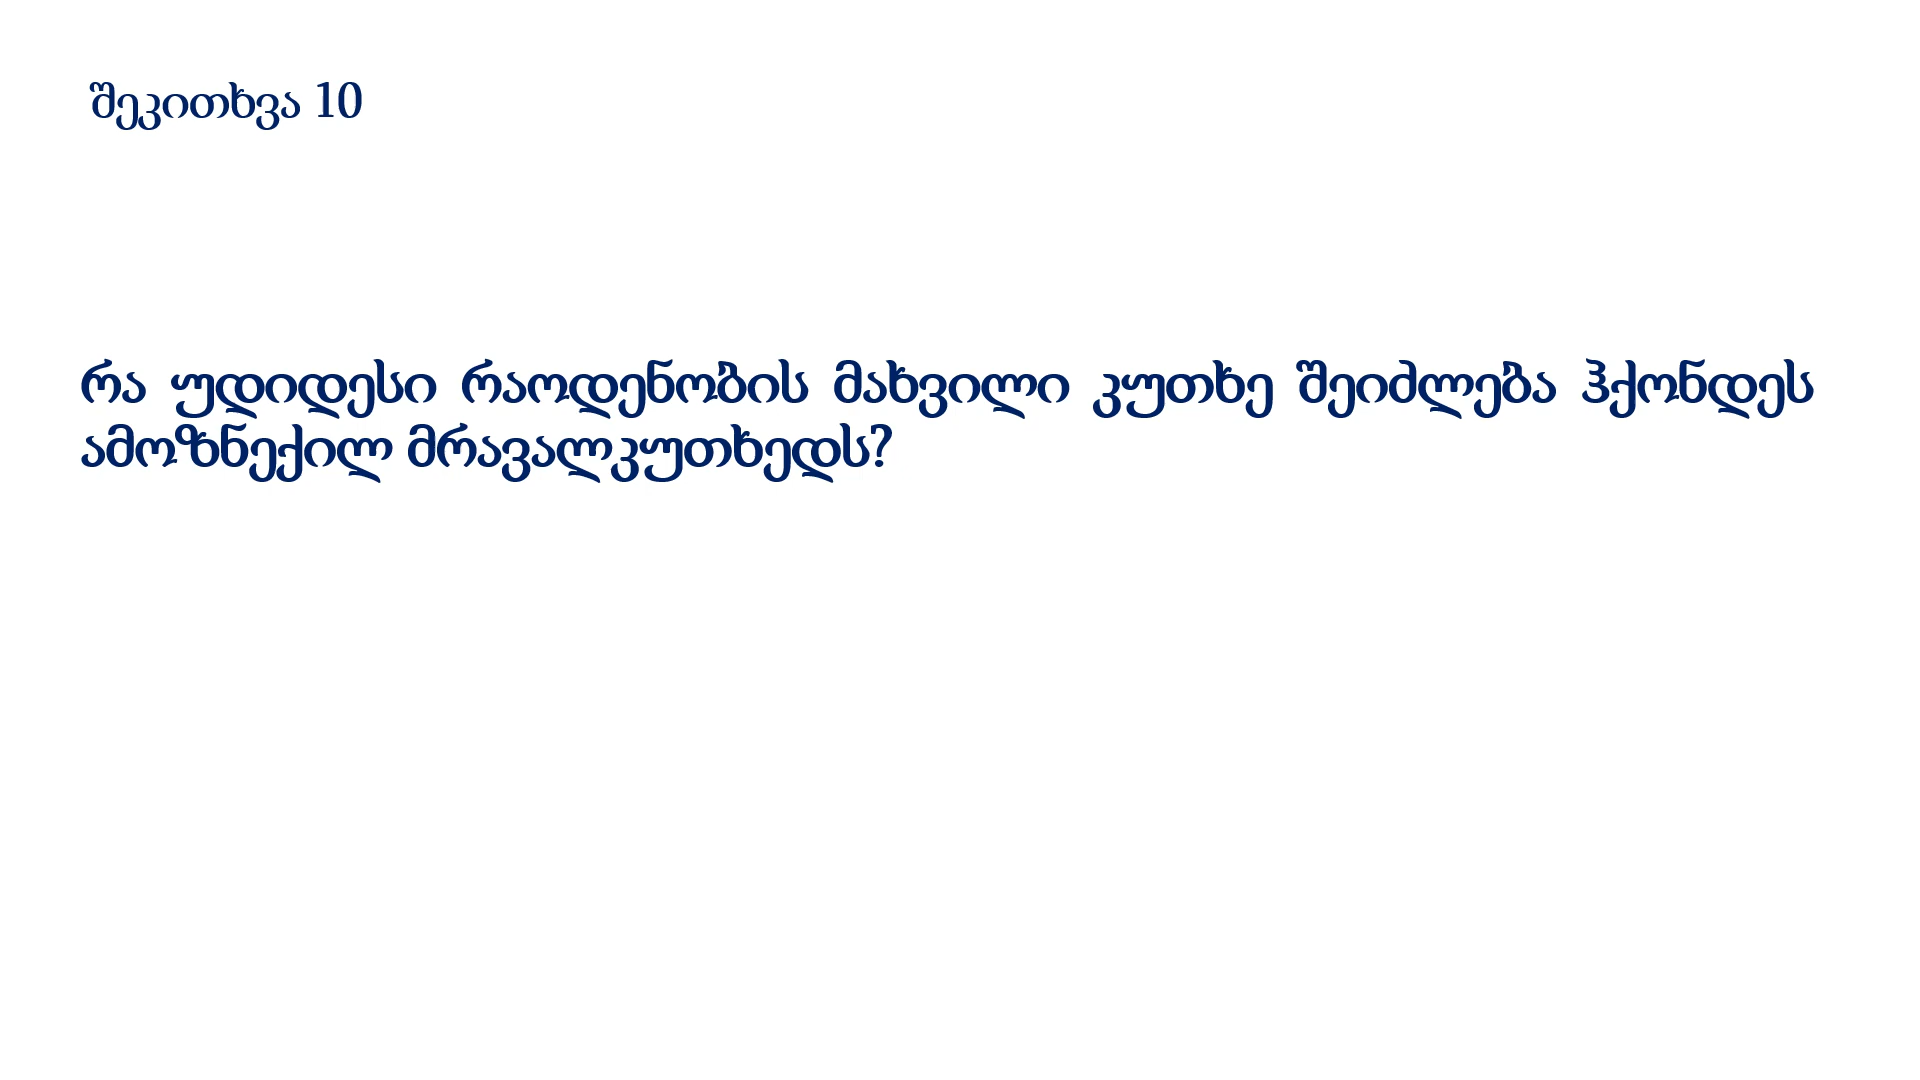 შეკითხვა 10
რა უდიდესი რაოდენობის მახვილი კუთხე შეიძლება ჰქონდეს
ამოზნექილ მრავალკუთხედს?